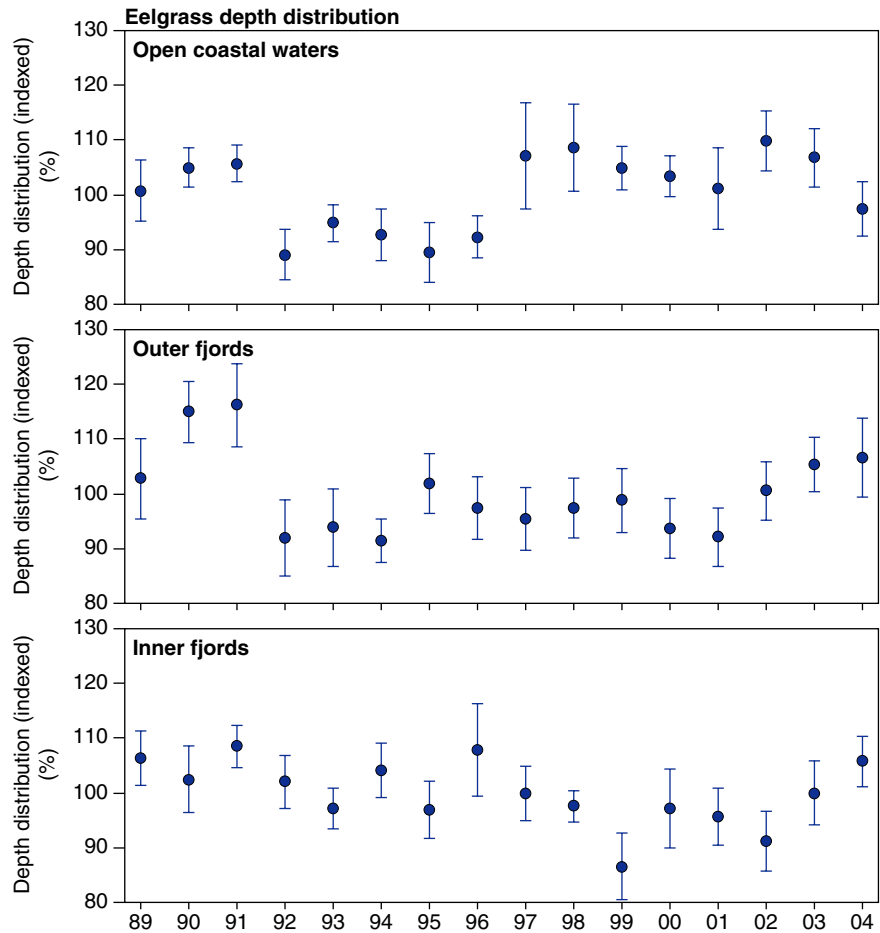 Eelgrass depth distribution
Open coastal waters
Depth distribution (indexed)
(%)
130
120
110
100
90
80
Outer fjords
Depth distribution (indexed)
(%)
130
120
110
100
90
80
Inner fjords
Depth distribution (indexed)
(%)
130
120
110
100
90
80
89 90 91 92 93 94 95 96 97 98 99 00 01 02 03 04